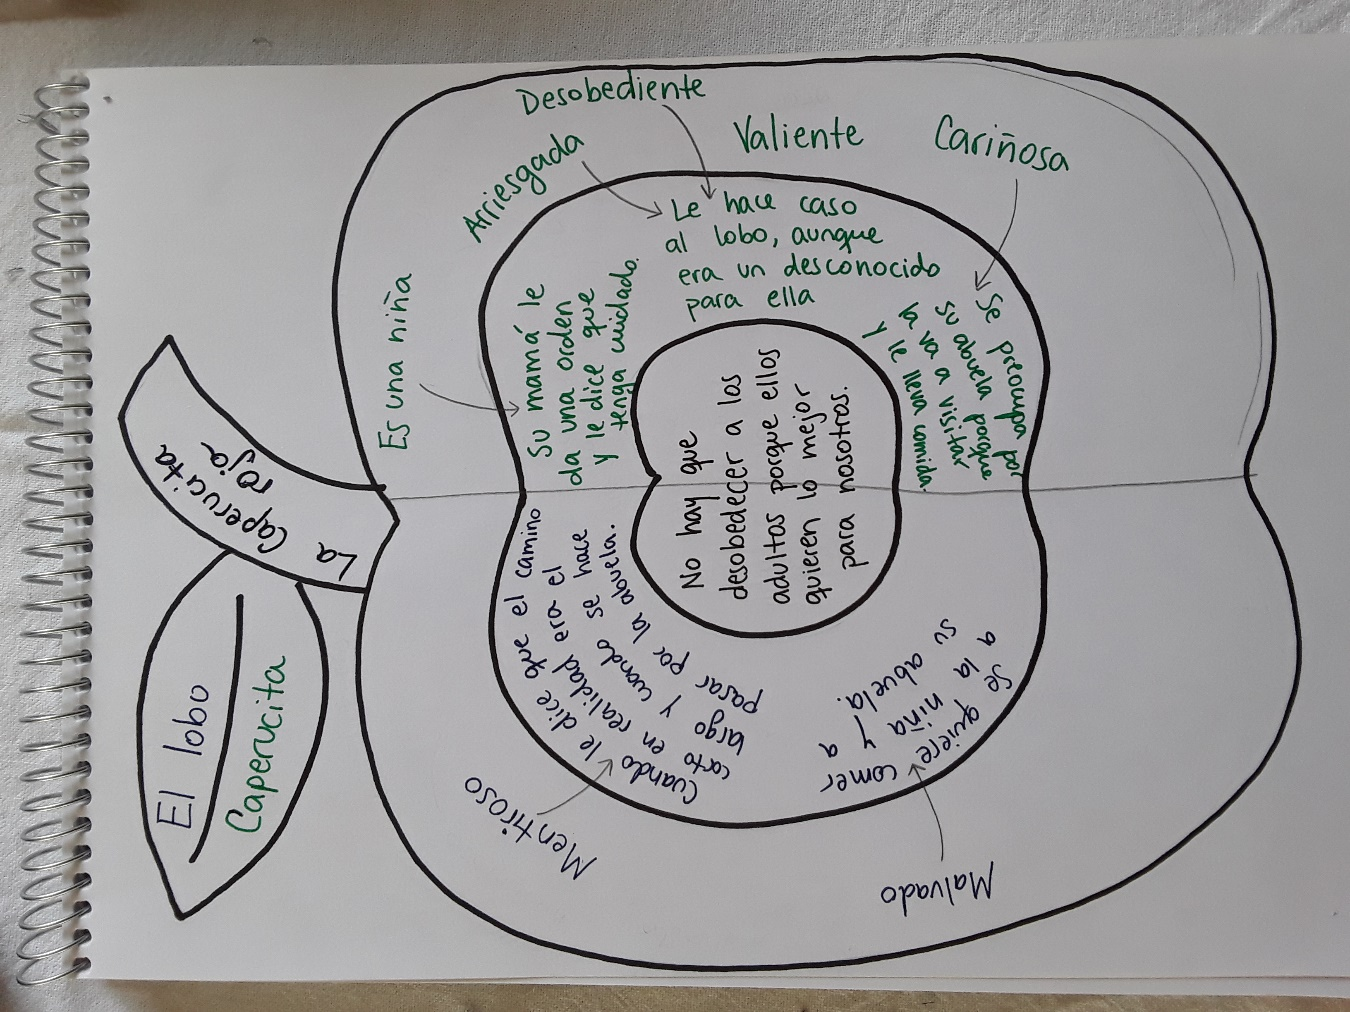 La Caperucita
roja
El lobo
Caperucita
Es una niña
Arriesgada
Desobediente
Valiente
Cariñosa
Su mamá le
da una orden
y le dice que
tenga cuidado.
Le hace caso
al lobo, aunque
era un desconocido
para ella
Se preocupa por
su abuela porque
la va a visitar
y le lleva comida.
No hay que
desobedecer a los
adultos porque ellos
quieren lo mejor
para nosotras.
Mentiroso
Cuando le dice que el camino
corto en realidad era el
largo y cuando se hace
pasar por la abuela.
Malvado
Se quiere comer
a la niña y a
su abuela.